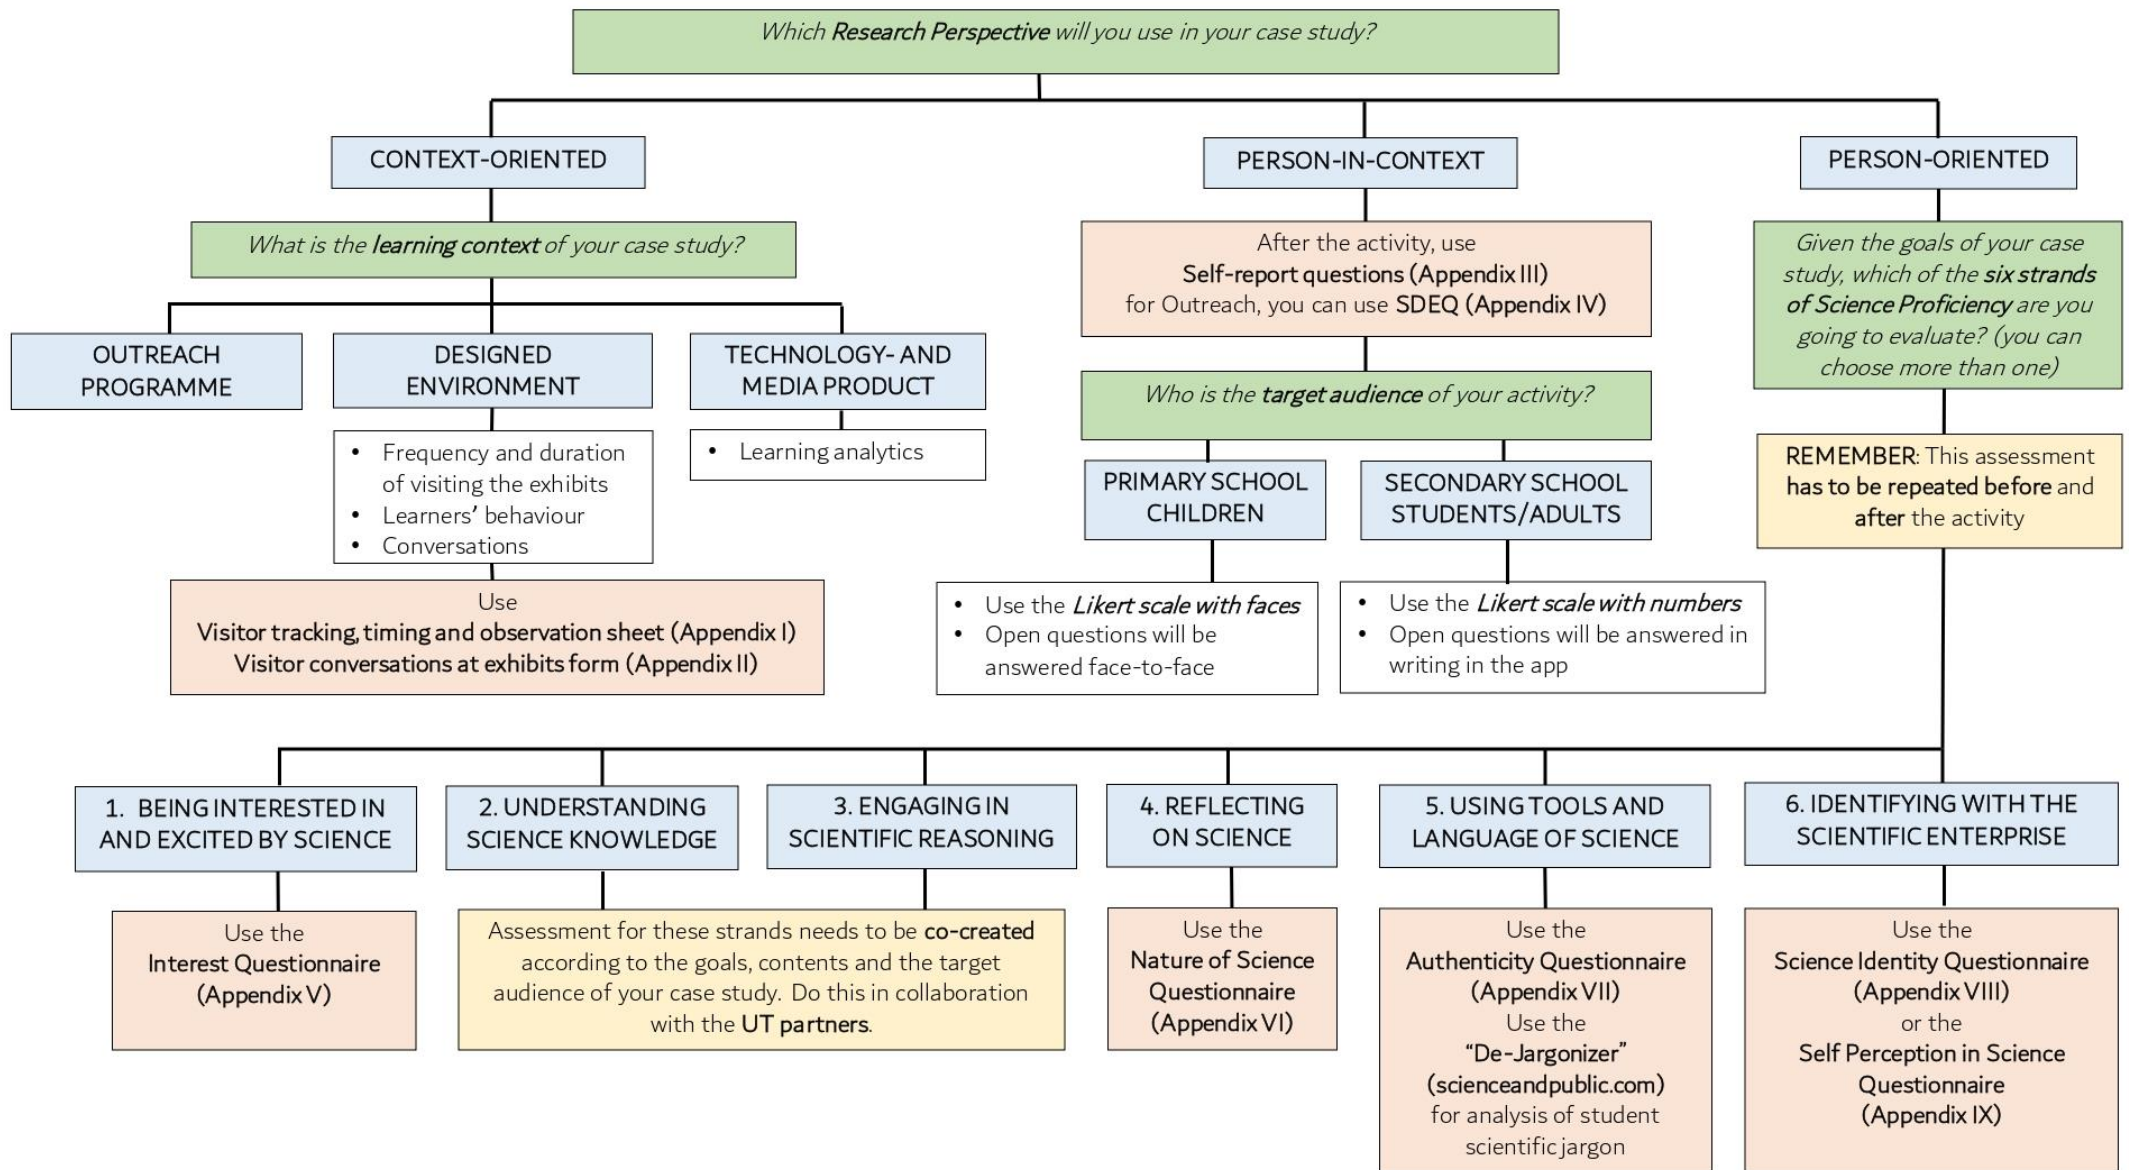 Which Research Perspective will you use in your case study?
CONTEXT-ORIENTED
PERSON-IN-CONTEXT
PERSON-ORIENTED
What is the learning context of your case study?
OUTREACH
PROGRAMME
DESIGNED
ENVIRONMENT
TECHNOLOGY- AND
MEDIA PRODUCT
• Frequency and duration
of visiting the exhibits
• Learners’ behaviour
• Conversations
• Learning analytics
Use
Visitor tracking, timing and observation sheet (Appendix I)
Visitor conversations at exhibits form (Appendix II)
After the activity, use
Self-report questions (Appendix III)
for Outreach, you can use SDEQ (Appendix IV)
Who is the target audience of your activity?
PRIMARY SCHOOL
CHILDREN
SECONDARY SCHOOL
STUDENTS/ADULTS
• Use the Likert scale with faces
• Open questions will be
answered face-to-face
• Use the Likert scale with numbers
• Open questions will be answered in
writing in the app
Given the goals of your case
study, which of the six strands
of Science Proficiency are you
going to evaluate? (you can
choose more than one)
REMEMBER: This assessment
has to be repeated before and
after the activity
1. BEING INTERESTED IN
AND EXCITED BY SCIENCE
2. UNDERSTANDING
SCIENCE KNOWLEDGE
3. ENGAGING IN
SCIENTIFIC REASONING
4. REFLECTING
ON SCIENCE
5. USING TOOLS AND
LANGUAGE OF SCIENCE
6. IDENTIFYING WITH THE
SCIENTIFIC ENTERPRISE
Use the
Interest Questionnaire
(Appendix V)
Assessment for these strands needs to be co-created
according to the goals, contents and the target
audience of your case study. Do this in collaboration
with the UT partners.
Use the
Nature of Science
Questionnaire
(Appendix VI)
Use the
Authenticity Questionnaire
(Appendix VII)
Use the
“De-Jargonizer”
(scienceandpublic.com)
for analysis of student
scientific jargon
Use the
Science Identity Questionnaire
(Appendix VIII)
or the
Self Perception in Science
Questionnaire
(Appendix IX)